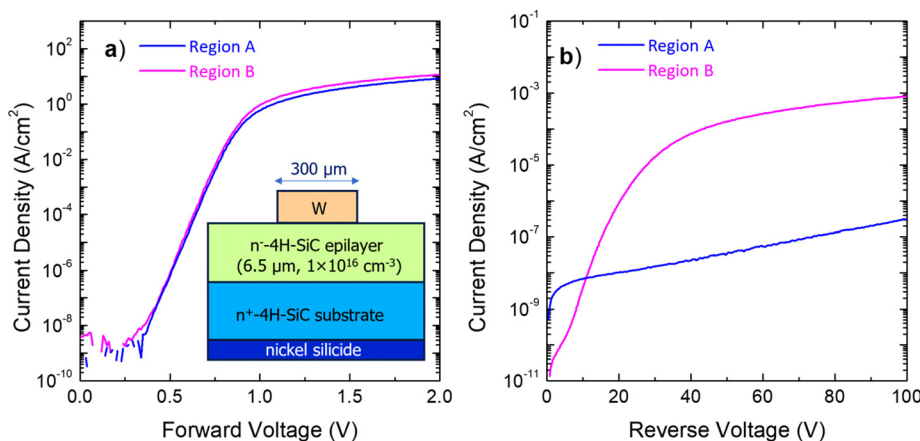 a)
Region A
Region B
10²
10⁰
10⁻²
10⁻⁴
10⁻⁶
10⁻⁸
10⁻¹⁰
Current Density (A/cm²)
300 µm
W
n⁻-4H-SiC epilayer
(6.5 µm, 1×10¹⁶ cm⁻³)
n⁺-4H-SiC substrate
nickel silicide
0.0 0.5 1.0 1.5 2.0
Forward Voltage (V)
b)
Region A
Region B
10⁻¹
10⁻³
10⁻⁵
10⁻⁷
10⁻⁹
10⁻¹¹
Current Density (A/cm²)
0 20 40 60 80 100
Reverse Voltage (V)